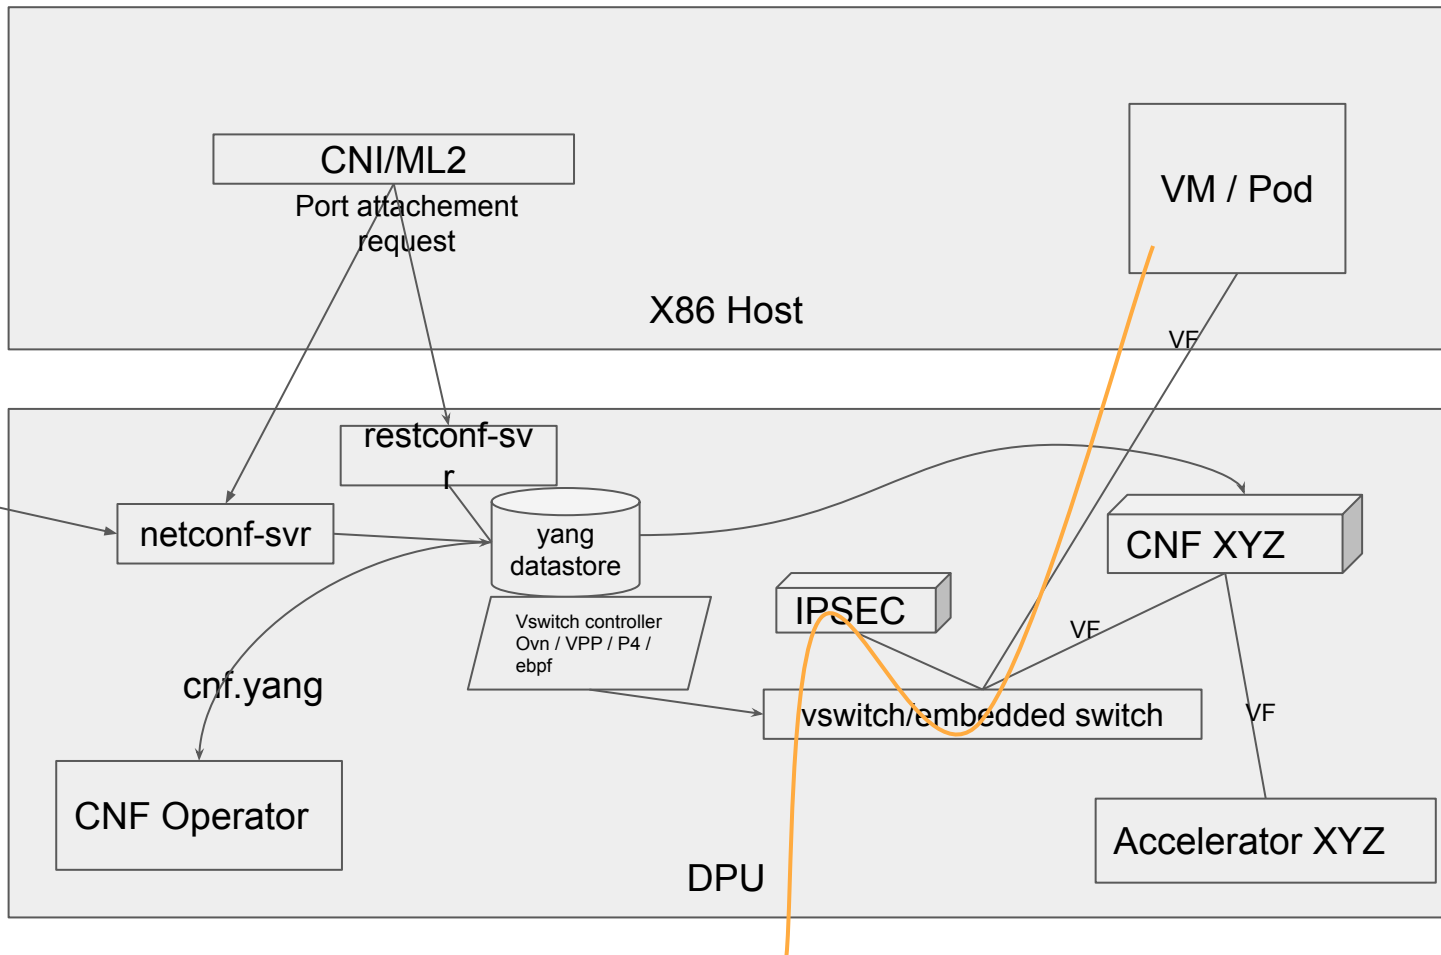 CNI/ML2
Port attachement
request
VM / Pod
X86 Host
VF
restconf-sv
r
netconf-svr
yang
datastore
CNF XYZ
IPSEC
Vswitch controller
Ovn / VPP / P4 /
ebpf
VF
cnf.yang
vswitch/embedded switch
VF
CNF Operator
Accelerator XYZ
DPU